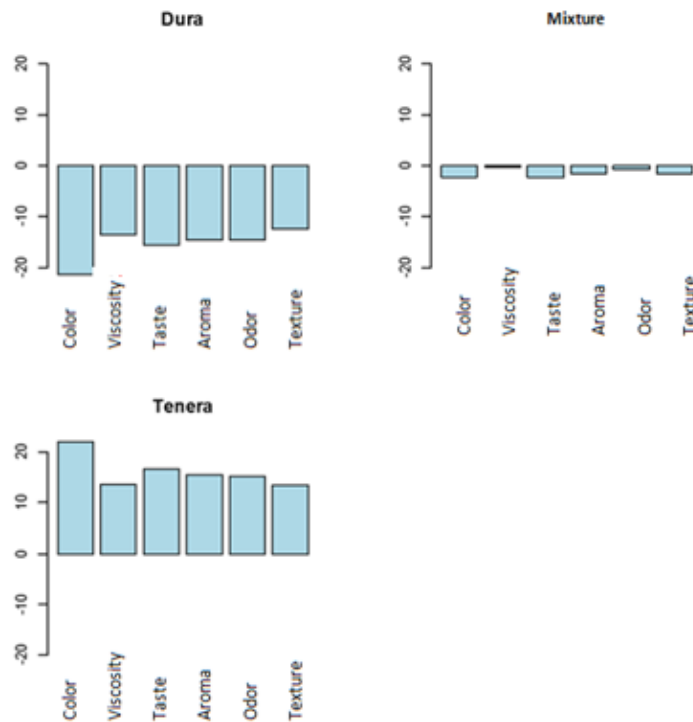 Dura
20
10
0
-10
-20
Color
Viscosity
Taste
Aroma
Odor
Texture
Mixture
20
10
0
-10
-20
Color
Viscosity
Taste
Aroma
Odor
Texture
Tenera
20
10
0
-10
-20
Color
Viscosity
Taste
Aroma
Odor
Texture